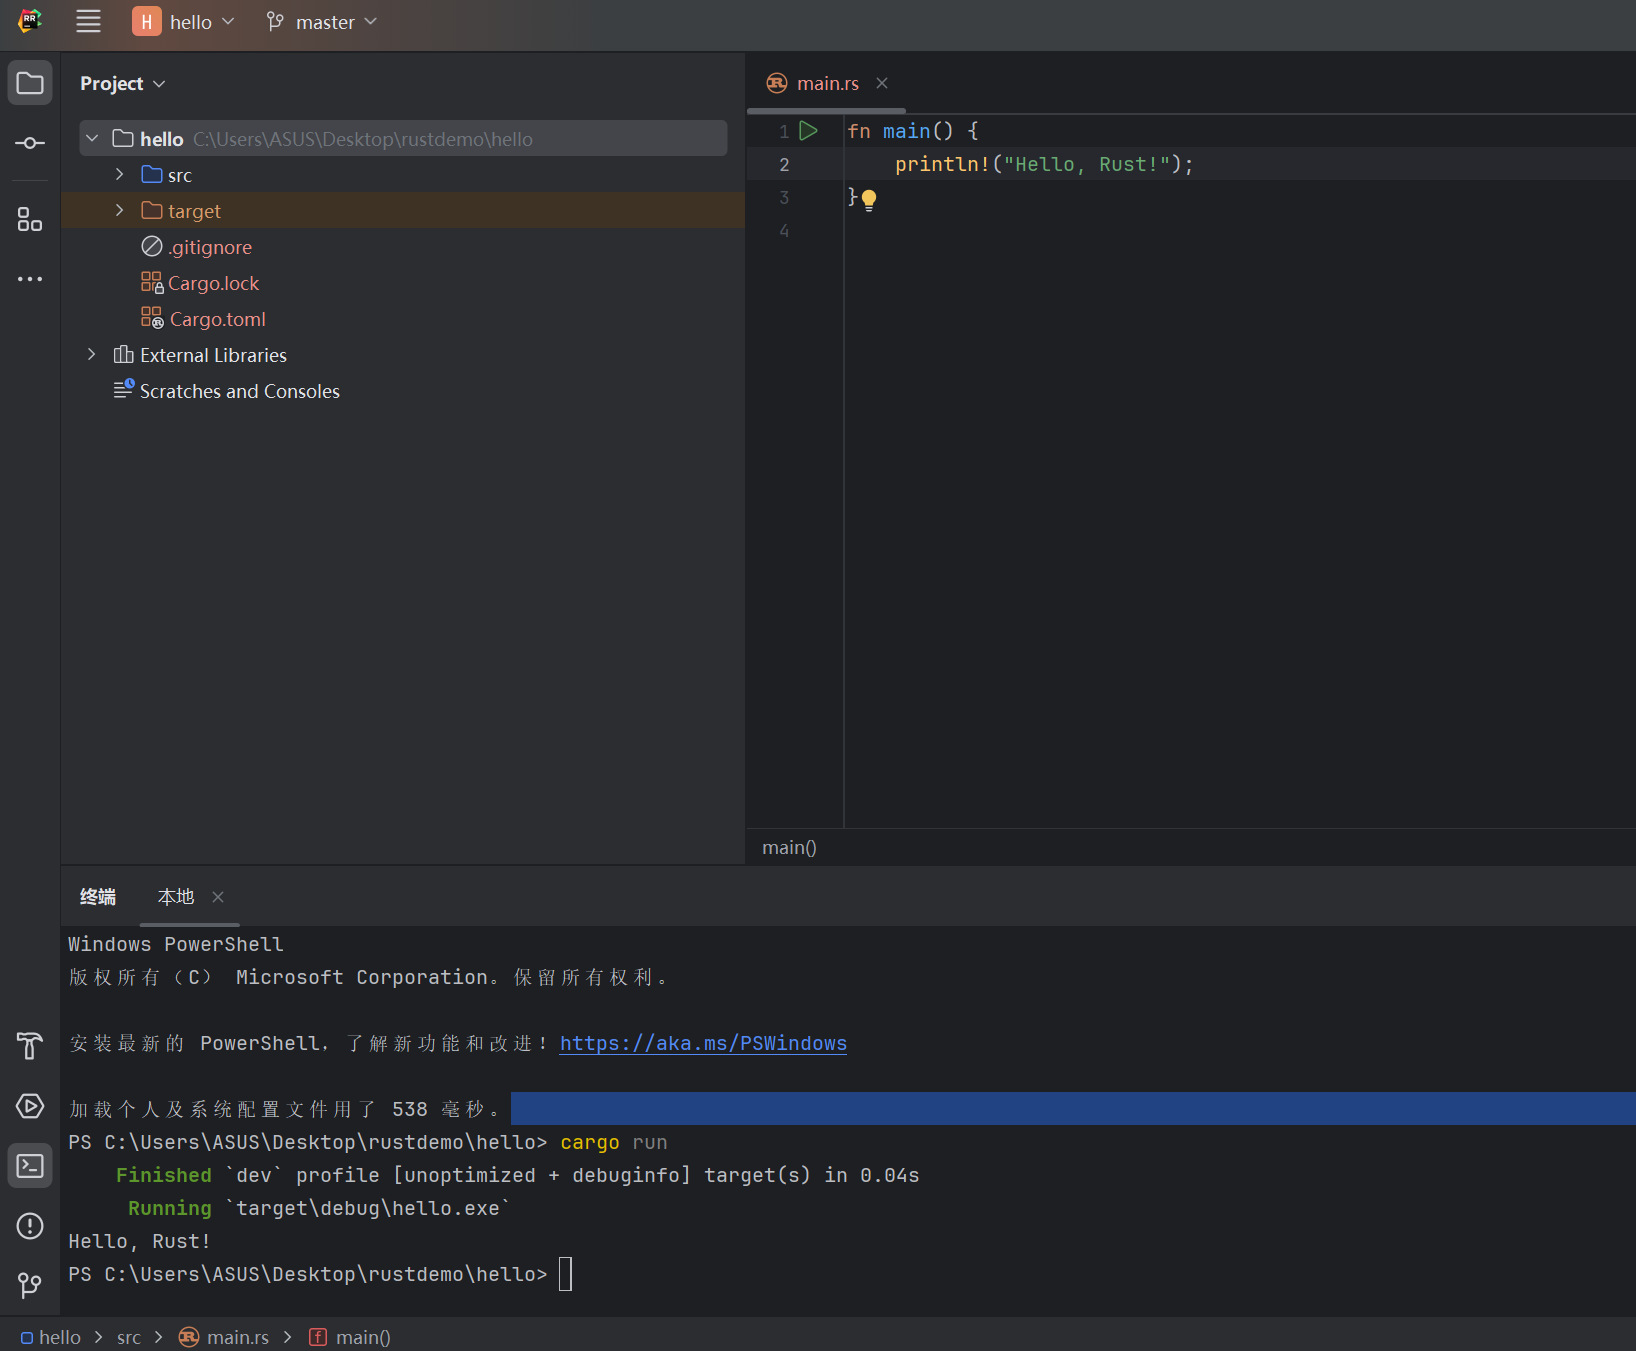 RR
H hello master
Project
hello C:\Users\ASUS\Desktop\rustdemo\hello
src
target
.gitignore
Cargo.lock
Cargo.toml
External Libraries
Scratches and Consoles
main.rs
1 fn main() {
2 println!("Hello, Rust!");
3 }
4
main()
终端 本地
Windows PowerShell
版权所有（C） Microsoft Corporation。保留所有权利。
安装最新的 PowerShell，了解新功能和改进！https://aka.ms/PSWindows
加载个人及系统配置文件用了 538 毫秒。
PS C:\Users\ASUS\Desktop\rustdemo\hello> cargo run
Finished `dev` profile [unoptimized + debuginfo] target(s) in 0.04s
Running `target\debug\hello.exe`
Hello, Rust!
PS C:\Users\ASUS\Desktop\rustdemo\hello>
hello > src > main.rs > f main()